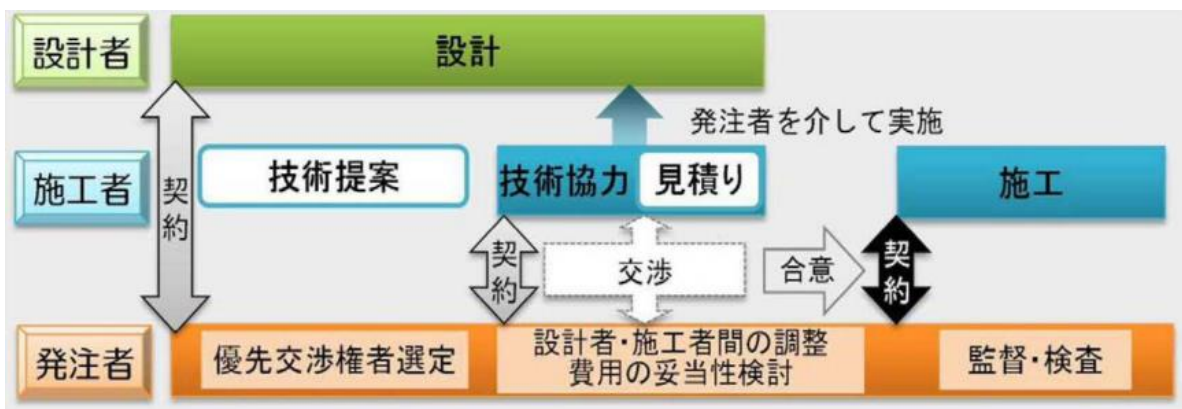 設計者
設計
発注者を介して実施
施工者
契約
技術提案
技術協力
見積り
施工
契約
交渉
合意
契約
発注者
優先交渉権者選定
設計者・施工者間の調整
費用の妥当性検討
監督・検査